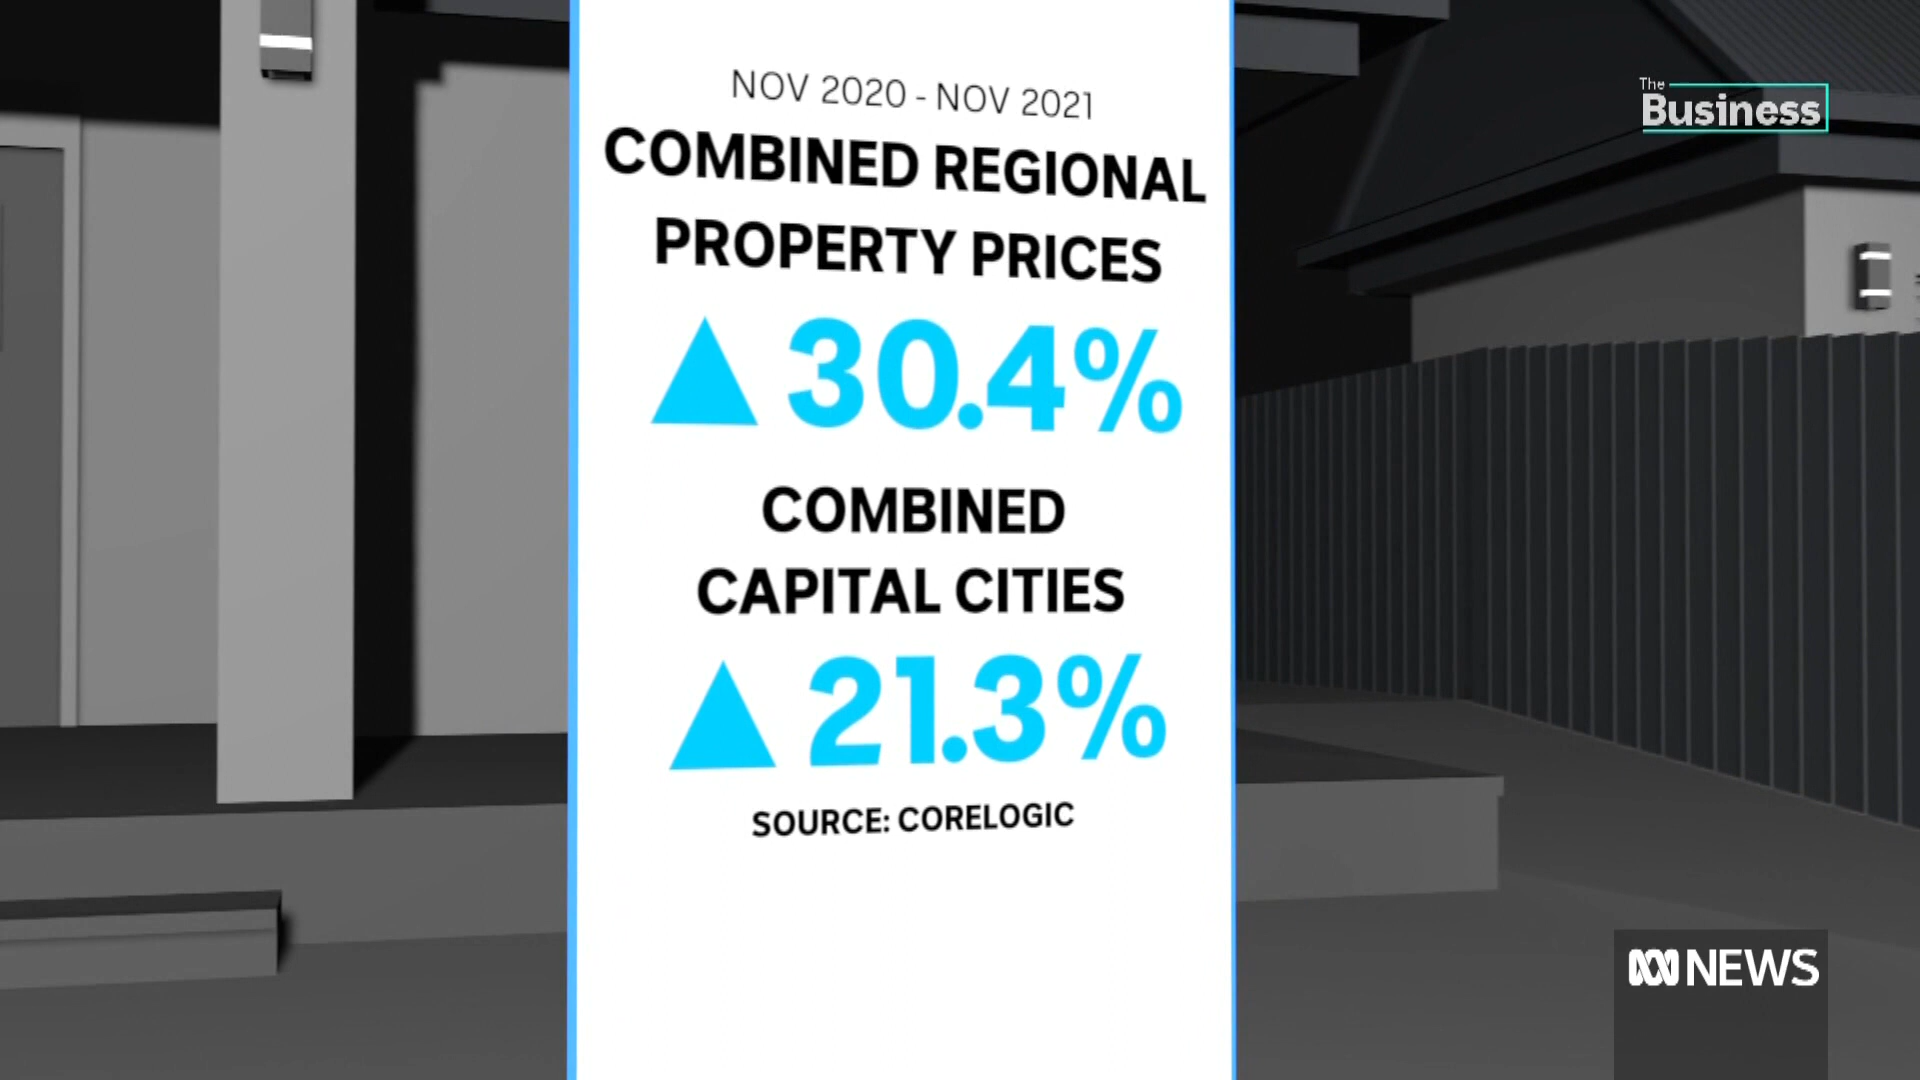 NOV 2020 - NOV 2021
COMBINED REGIONAL
PROPERTY PRICES
▲ 30.4%
COMBINED
CAPITAL CITIES
▲ 21.3%
SOURCE: CORELOGIC
The
Business
NEWS